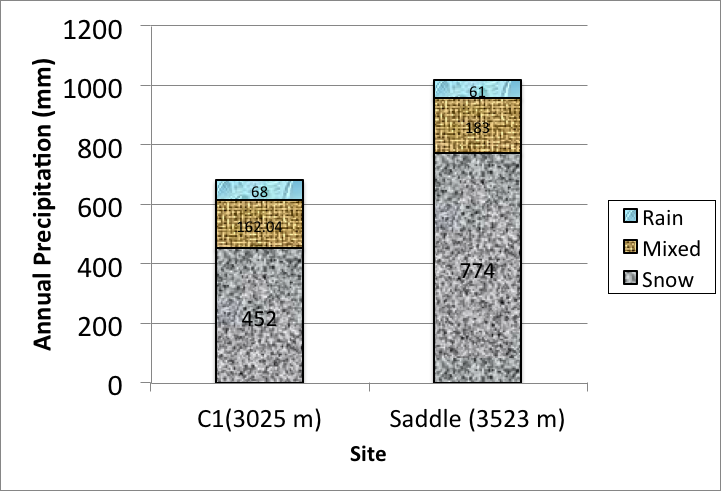 1200
1000
800
600
400
200
0
Annual Precipitation (mm)
68
162.04
452
61
183
774
C1(3025 m)
Saddle (3523 m)
Site
Rain
Mixed
Snow